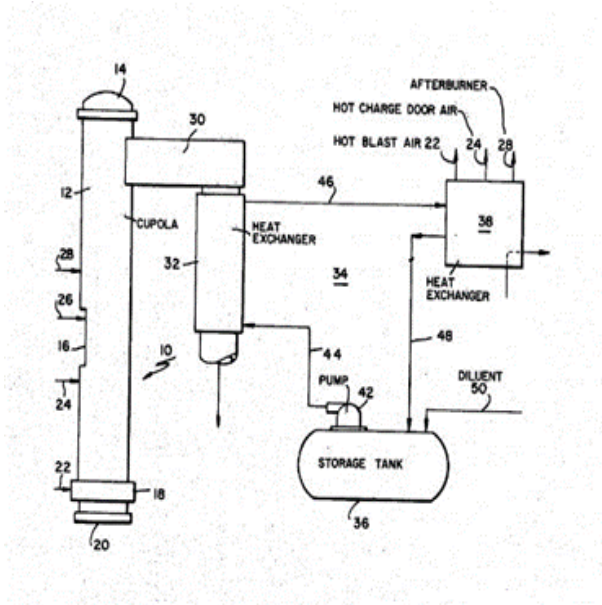 14
AFTERBURNER
HOT CHARGE DOOR AIR
HOT BLAST AIR 22
24
28
30
12
CUPOLA
46
38
HEAT
EXCHANGER
HEAT
EXCHANGER
32
34
28
26
16
10
44
48
24
PUMP
42
DILUENT
50
22
18
STORAGE TANK
36
20